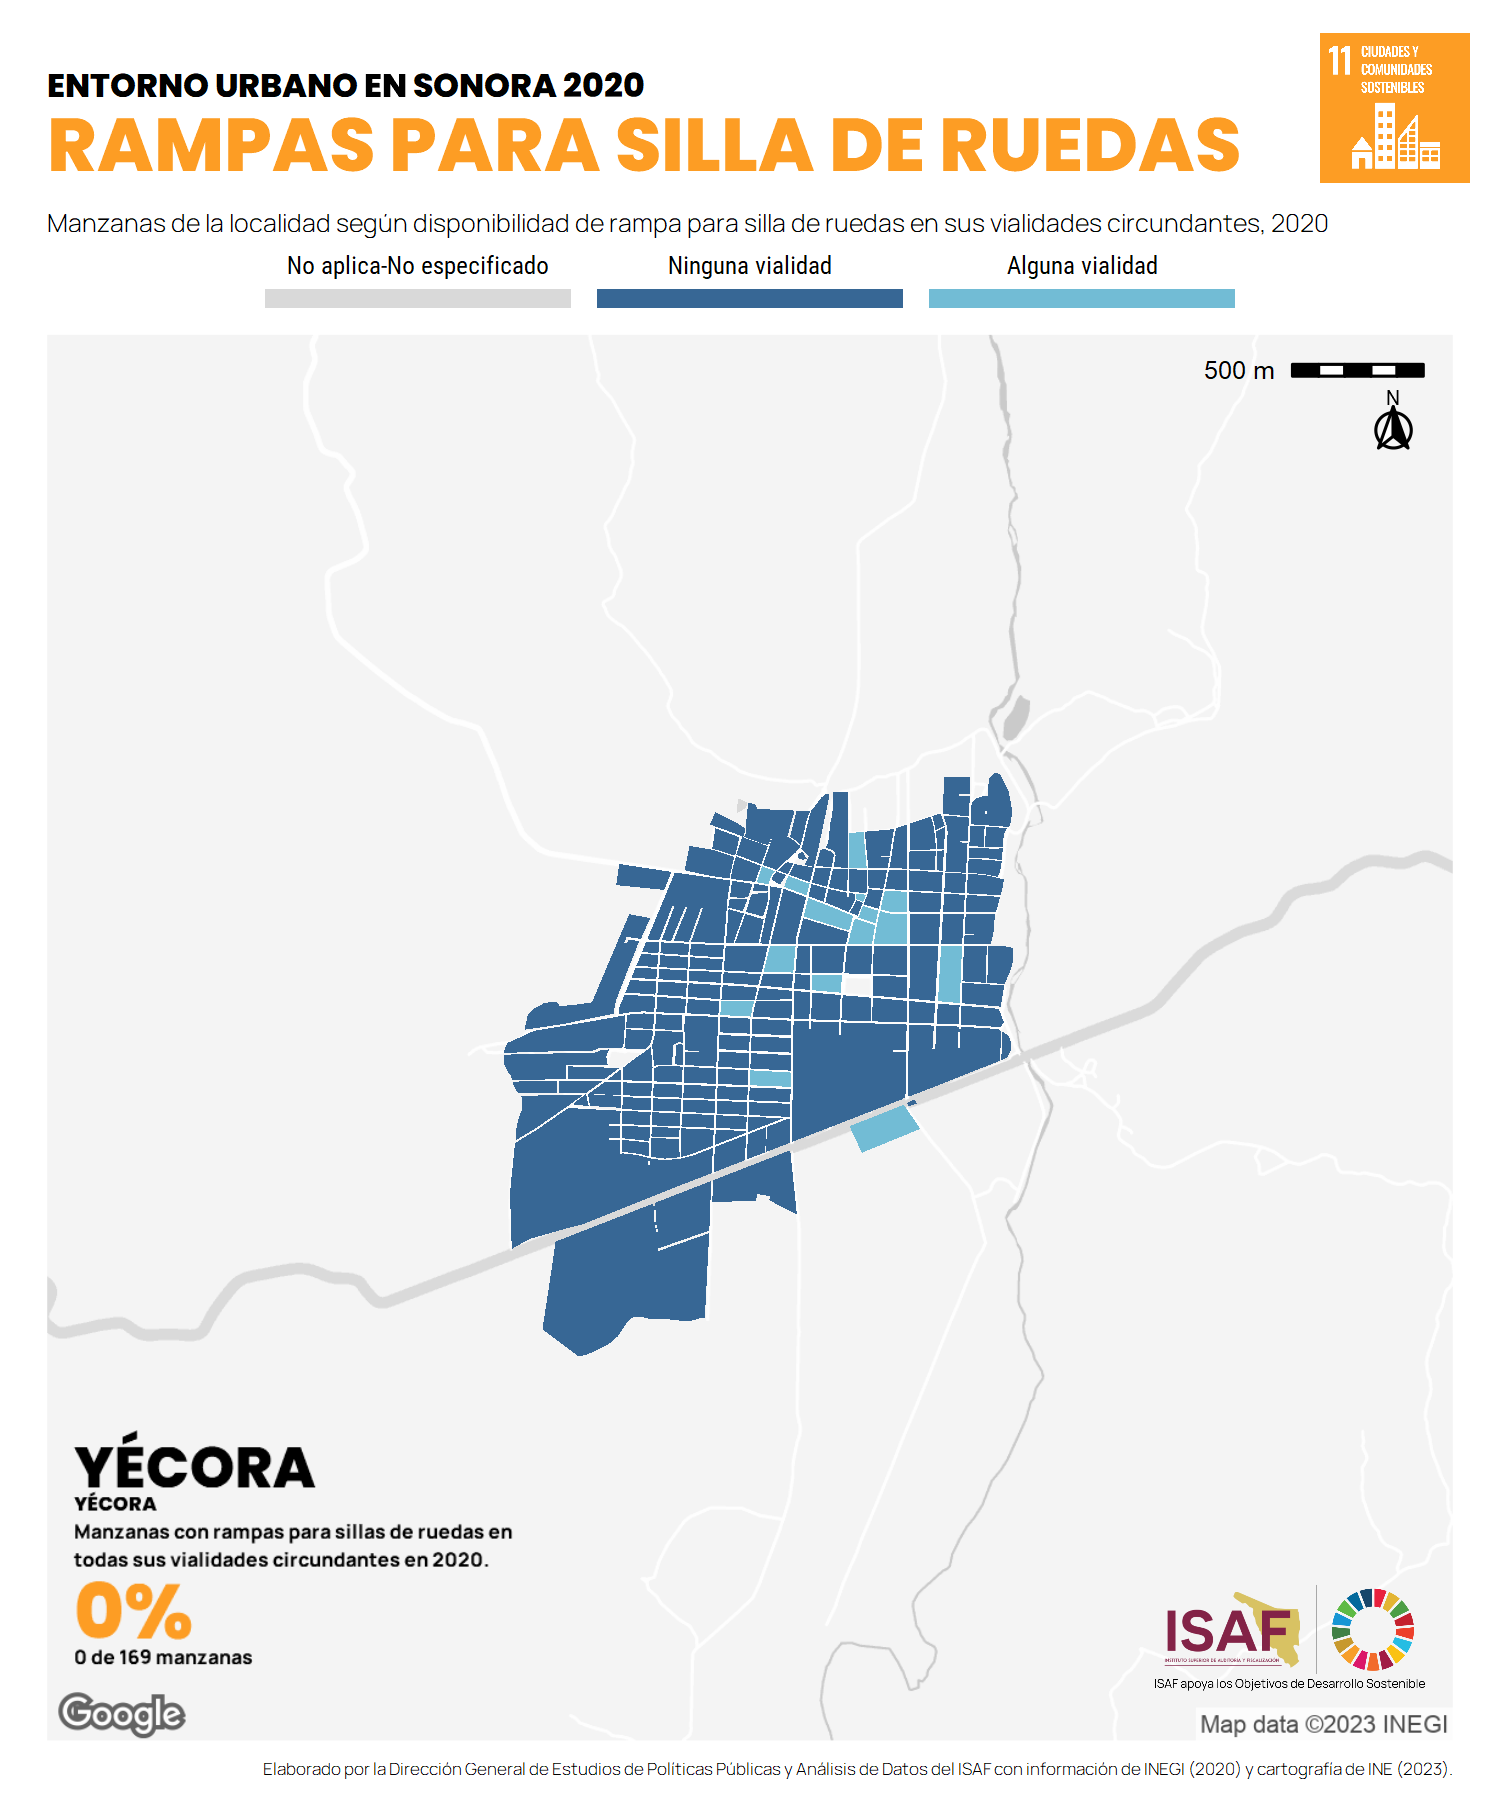 ENTORNO URBANO EN SONORA 2020
RAMPAS PARA SILLA DE RUEDAS
11 CIUDADES Y
COMUNIDADES
SOSTENIBLES
Manzanas de la localidad según disponibilidad de rampa para silla de ruedas en sus vialidades circundantes, 2020
No aplica-No especificado
Ninguna vialidad
Alguna vialidad
500 m
N
YÉCORA
YÉCORA
Manzanas con rampas para sillas de ruedas en
todas sus vialidades circundantes en 2020.
0%
0 de 169 manzanas
Google
ISAF
INSTITUTO SUPERIOR DE AUDITORÍA Y FISCALIZACIÓN
ISAF apoya los Objetivos de Desarrollo Sostenible
Map data ©2023 INEGI
Elaborado por la Dirección General de Estudios de Políticas Públicas y Análisis de Datos del ISAF con información de INEGI (2020) y cartografía de INE (2023).